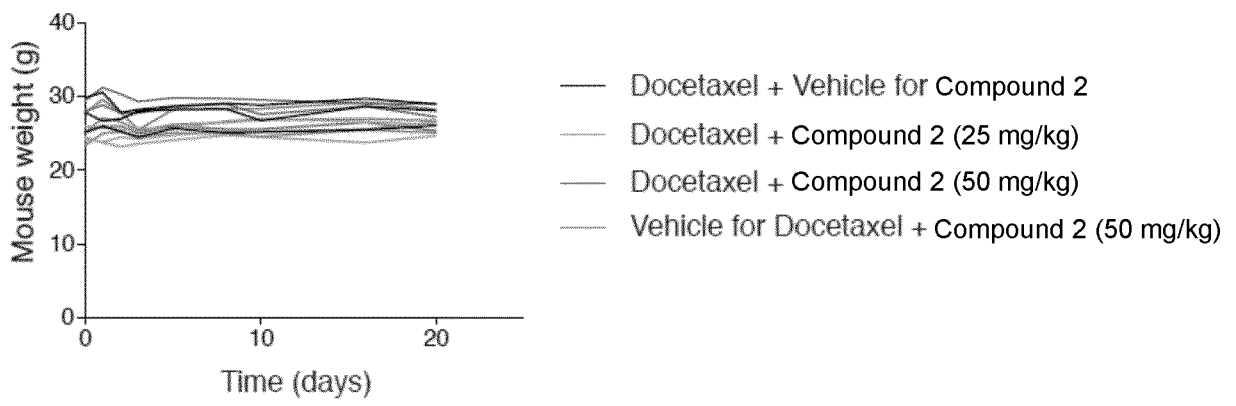 40
30
20
10
0
0 10 20
Mouse weight (g)
Time (days)
Docetaxel + Vehicle for Compound 2
Docetaxel + Compound 2 (25 mg/kg)
Docetaxel + Compound 2 (50 mg/kg)
Vehicle for Docetaxel + Compound 2 (50 mg/kg)